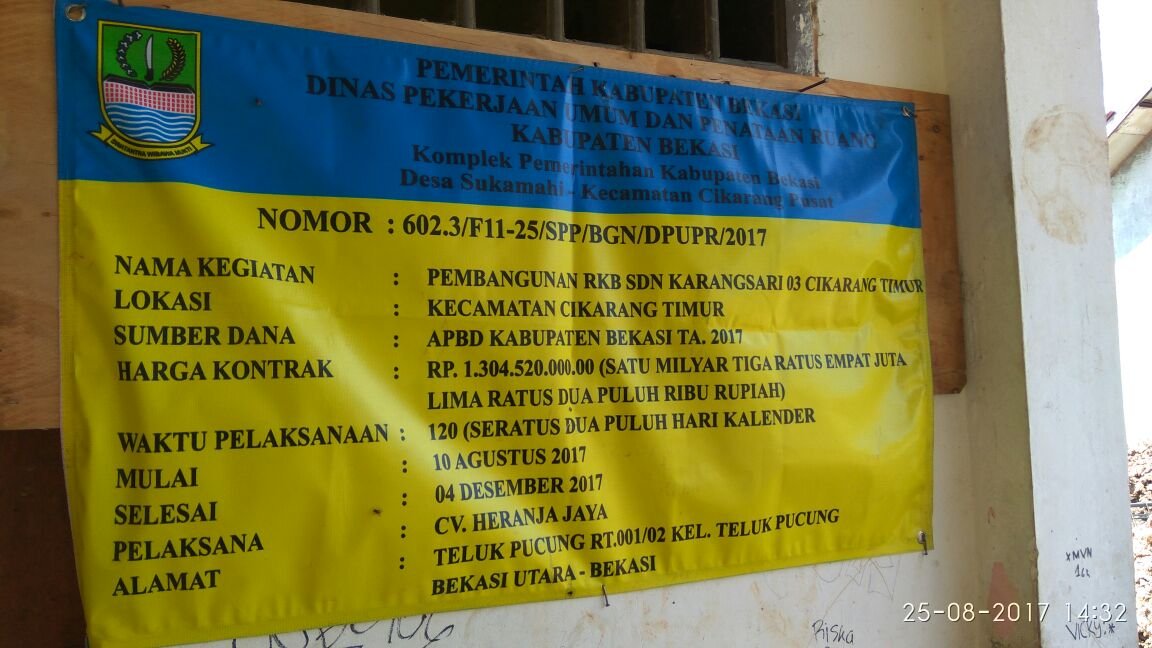 PEMERINTAH KABUPATEN BEKASI
DINAS PEKERJAAN UMUM DAN PENATAAN RUANG
KABUPATEN BEKASI
Komplek Pemerintahan Kabupaten Bekasi
Desa Sukamahi - Kecamatan Cikarang Pusat
SWATANTRA WIBAWA MUKTI
NOMOR : 602.3/F11-25/SPP/BGN/DPUPR/2017
NAMA KEGIATAN : PEMBANGUNAN RKB SDN KARANGSARI 03 CIKARANG TIMUR
LOKASI : KECAMATAN CIKARANG TIMUR
SUMBER DANA : APBD KABUPATEN BEKASI TA. 2017
HARGA KONTRAK : RP. 1.304.520.000.00 (SATU MILYAR TIGA RATUS EMPAT JUTA
LIMA RATUS DUA PULUH RIBU RUPIAH)
WAKTU PELAKSANAAN : 120 (SERATUS DUA PULUH HARI KALENDER
MULAI : 10 AGUSTUS 2017
SELESAI : 04 DESEMBER 2017
PELAKSANA : CV. HERANJA JAYA
ALAMAT : TELUK PUCUNG RT.001/02 KEL. TELUK PUCUNG
BEKASI UTARA - BEKASI
Riska
VICKY
25-08-2017 14:32